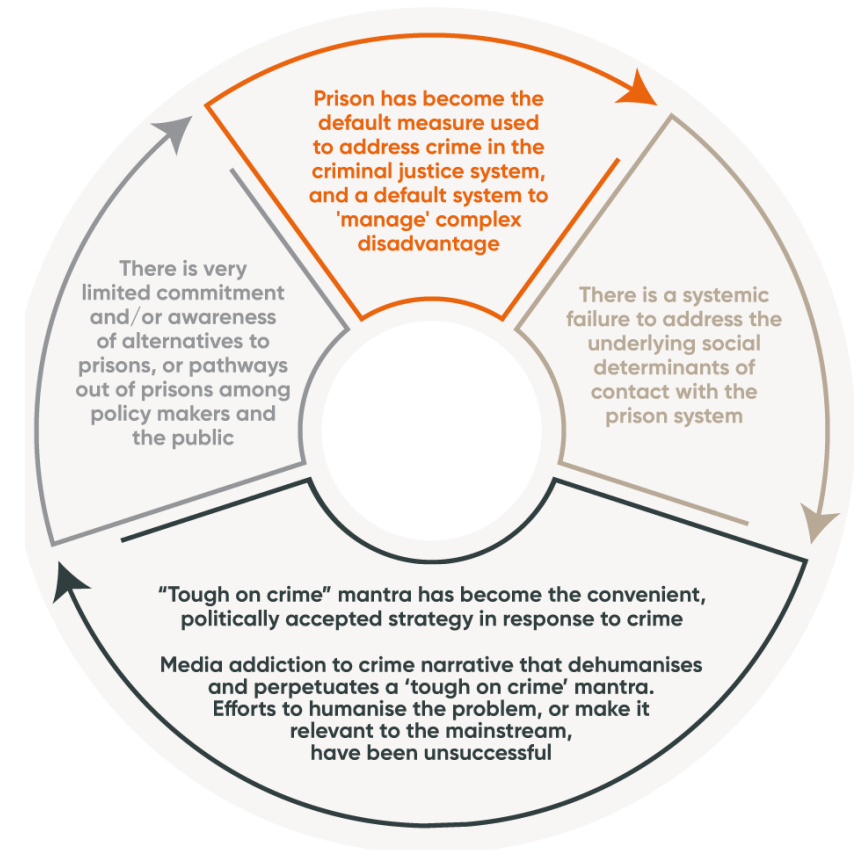 Prison has become the
default measure used
to address crime in the
criminal justice system,
and a default system to
'manage' complex
disadvantage
There is a systemic
failure to address the
underlying social
determinants of
contact with the
prison system
“Tough on crime” mantra has become the convenient,
politically accepted strategy in response to crime
Media addiction to crime narrative that dehumanises
and perpetuates a ‘tough on crime’ mantra.
Efforts to humanise the problem, or make it
relevant to the mainstream,
have been unsuccessful
There is very
limited commitment
and/or awareness
of alternatives to
prisons, or pathways
out of prisons among
policy makers and
the public